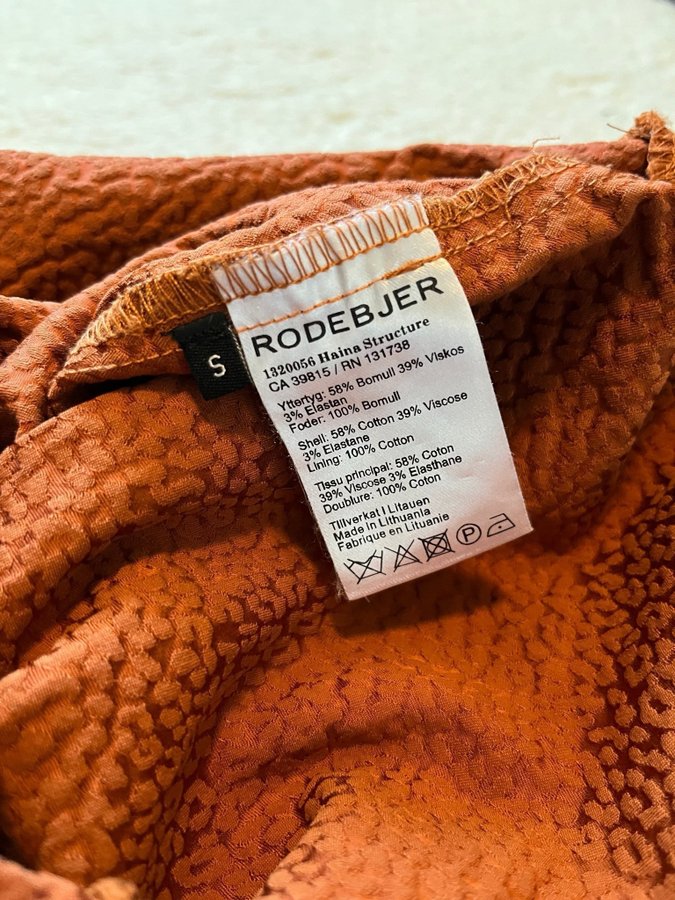 RODEBJER
1320056 Haina Structure
CA 39815 / RN 131738
Yttertyg: 58% Bomull 39% Viskos
3% Elastan
Foder: 100% Bomull
Shell: 58% Cotton 39% Viscose
3% Elastane
Lining: 100% Cotton
Tissu principal: 58% Coton
39% Viscose 3% Elasthane
Doublure: 100% Coton
Tillverkat i Litauen
Made in Lithuania
Fabrique en Lituanie
P
S